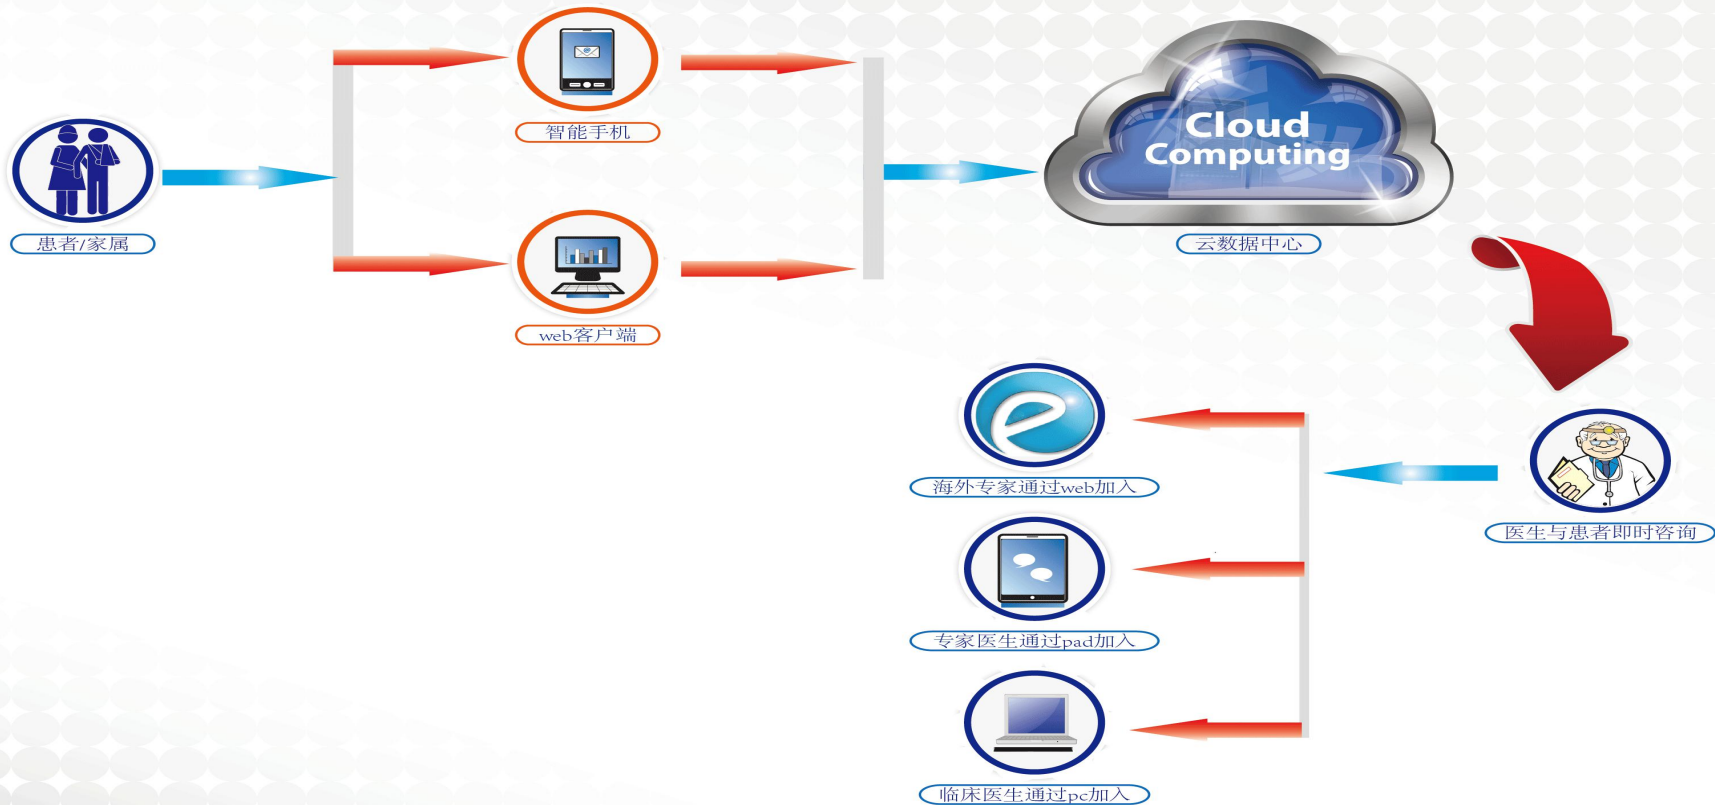 智能手机
Cloud
Computing
患者/家属
云数据中心
web客户端
海外专家通过web加入
医生与患者即时咨询
专家医生通过pad加入
临床医生通过pc加入